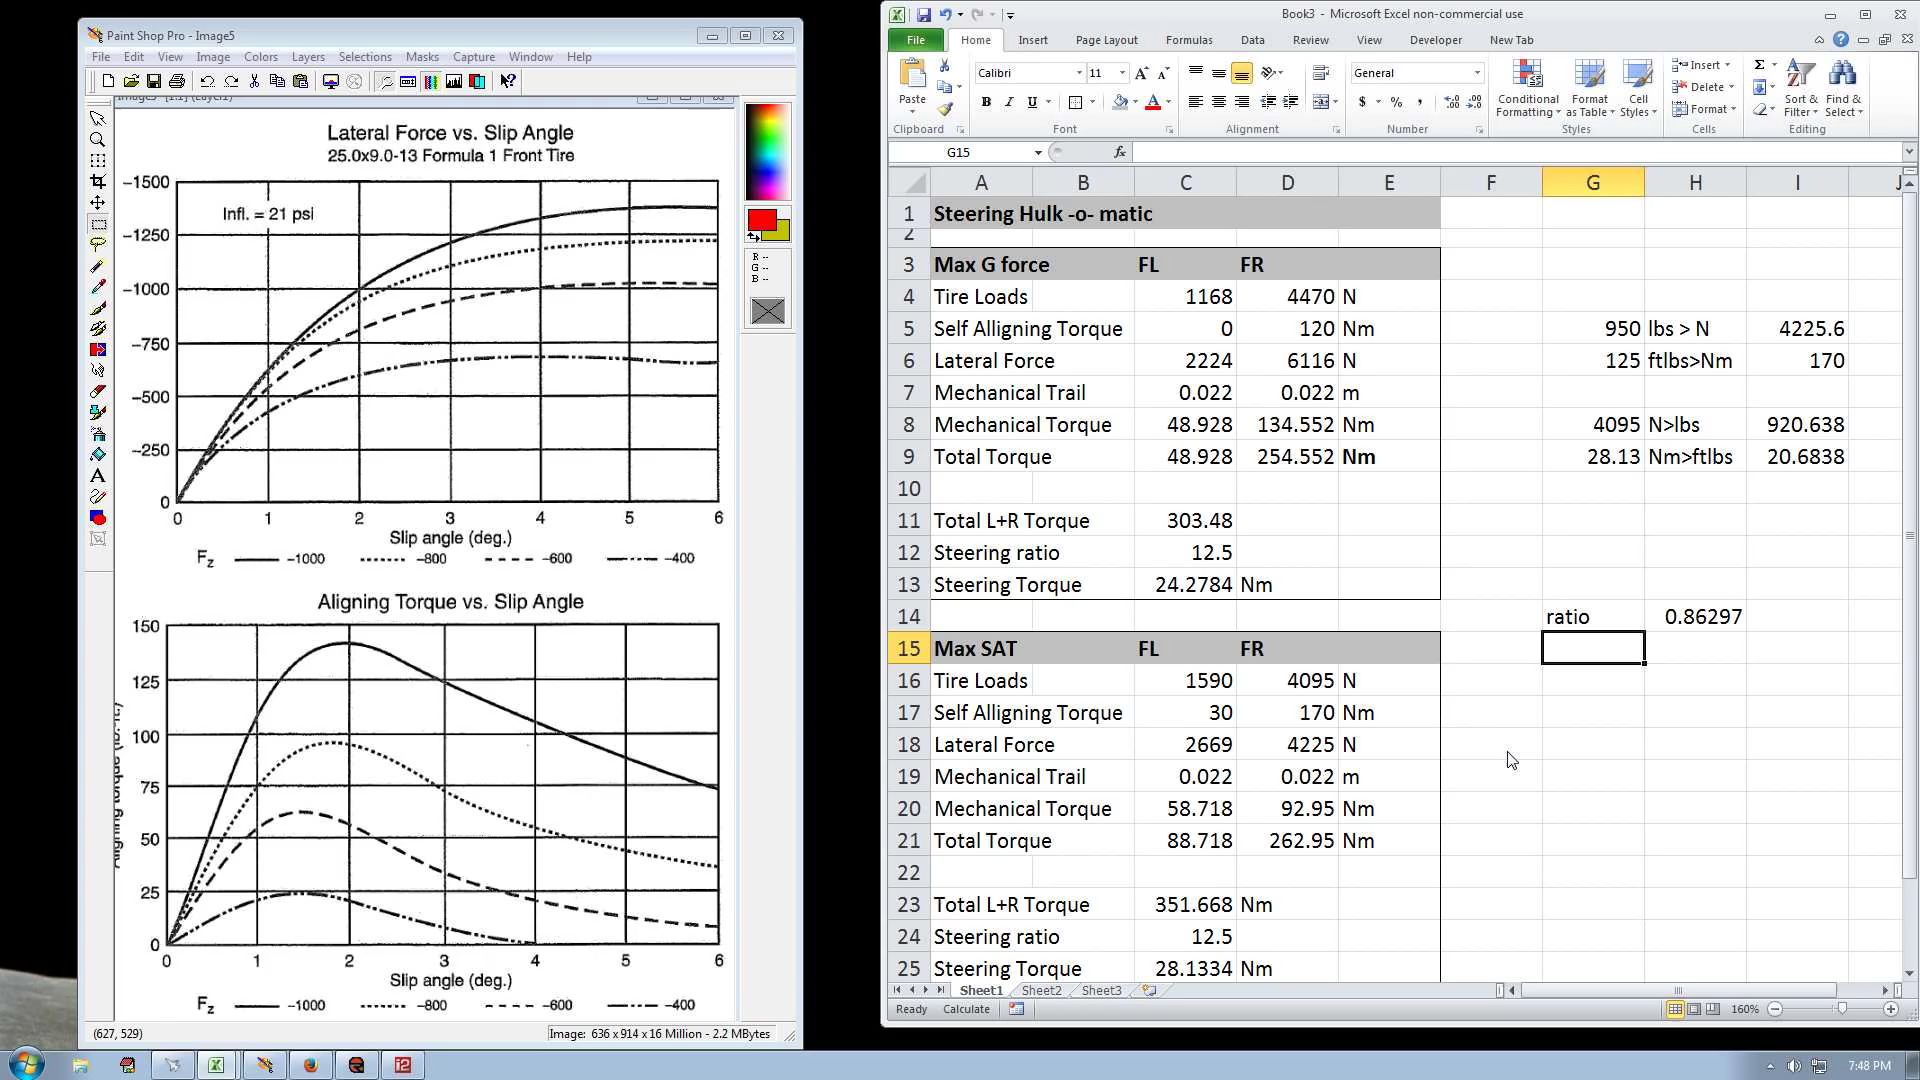 Paint Shop Pro - Image5
File Edit View Image Colors Layers Selections Masks Capture Window Help
Lateral Force vs. Slip Angle
25.0x9.0-13 Formula 1 Front Tire
Infl. = 21 psi
-1500
-1250
-1000
-750
-500
-250
0
0 1 2 3 4 5 6
Slip angle (deg.)
Fz -1000 -800 -600 -400
Aligning Torque vs. Slip Angle
150
125
100
75
50
25
0
0 1 2 3 4 5 6
Slip angle (deg.)
Fz -1000 -800 -600 -400
R --
G --
B --
(627, 529) Image: 636 x 914 x 16 Million - 2.2 MBytes
Book3 - Microsoft Excel non-commercial use
File Home Insert Page Layout Formulas Data Review View Developer New Tab
Paste
Clipboard
Calibri 11
B I U
Font
Alignment
General
$ % ,
Number
Conditional Formatting
Format as Table
Cell Styles
Styles
Insert
Delete
Format
Cells
Sort & Filter
Find & Select
Editing
G15 fx
A B C D E F G H I J
1 Steering Hulk -o- matic
2
3 Max G force FL FR
4 Tire Loads 1168 4470 N
5 Self Alligning Torque 0 120 Nm 950 lbs > N 4225.6
6 Lateral Force 2224 6116 N 125 ftlbs>Nm 170
7 Mechanical Trail 0.022 0.022 m
8 Mechanical Torque 48.928 134.552 Nm 4095 N>lbs 920.638
9 Total Torque 48.928 254.552 Nm 28.13 Nm>ftlbs 20.6838
10
11 Total L+R Torque 303.48
12 Steering ratio 12.5
13 Steering Torque 24.2784 Nm
14 ratio 0.86297
15 Max SAT FL FR
16 Tire Loads 1590 4095 N
17 Self Alligning Torque 30 170 Nm
18 Lateral Force 2669 4225 N
19 Mechanical Trail 0.022 0.022 m
20 Mechanical Torque 58.718 92.95 Nm
21 Total Torque 88.718 262.95 Nm
22
23 Total L+R Torque 351.668 Nm
24 Steering ratio 12.5
25 Steering Torque 28.1334 Nm
Sheet1 Sheet2 Sheet3
Ready Calculate 160%
7:48 PM